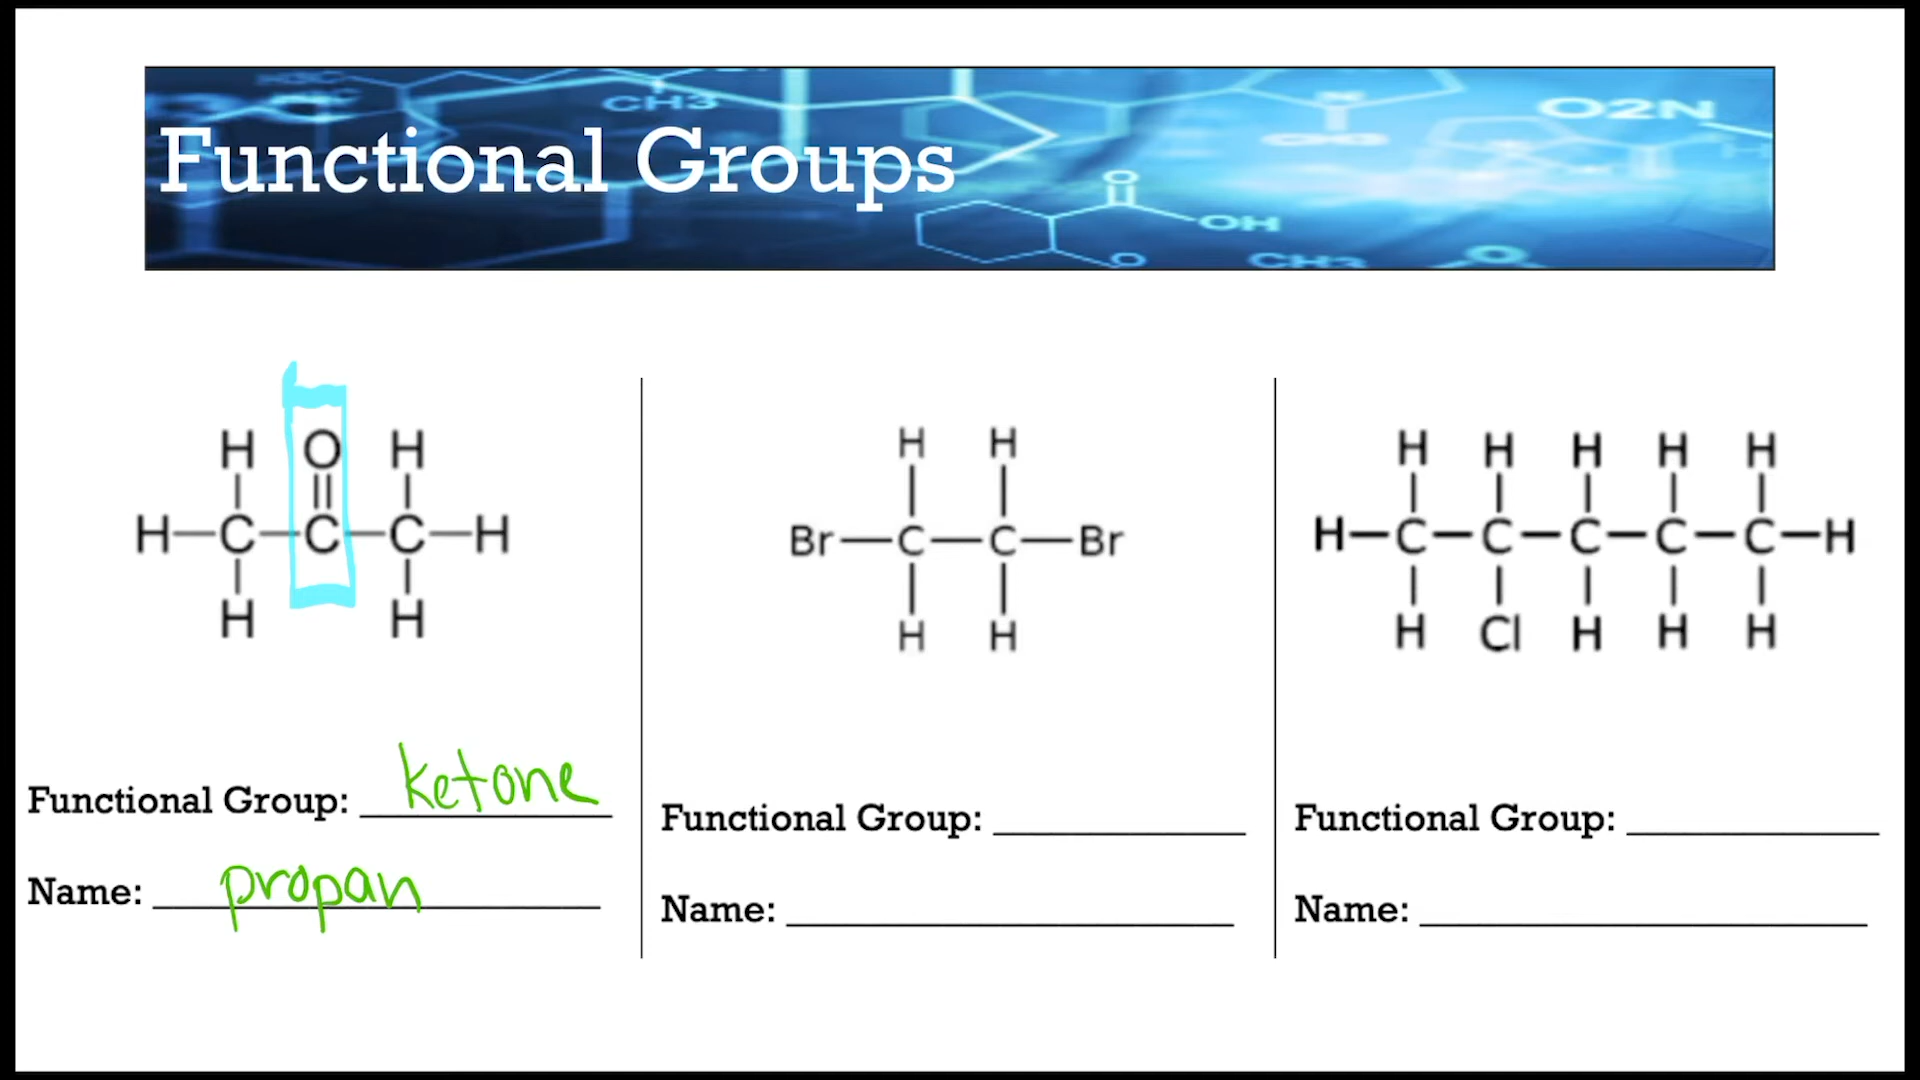 Functional Groups
H O H
H C C C H
H H
H H
Br C C Br
H H
H H H H H
H C C C C C H
H Cl H H H
Functional Group: ketone
Name: propan
Functional Group:
Name:
Functional Group:
Name:
CH3
O2N
O
OH
O
CH3
O